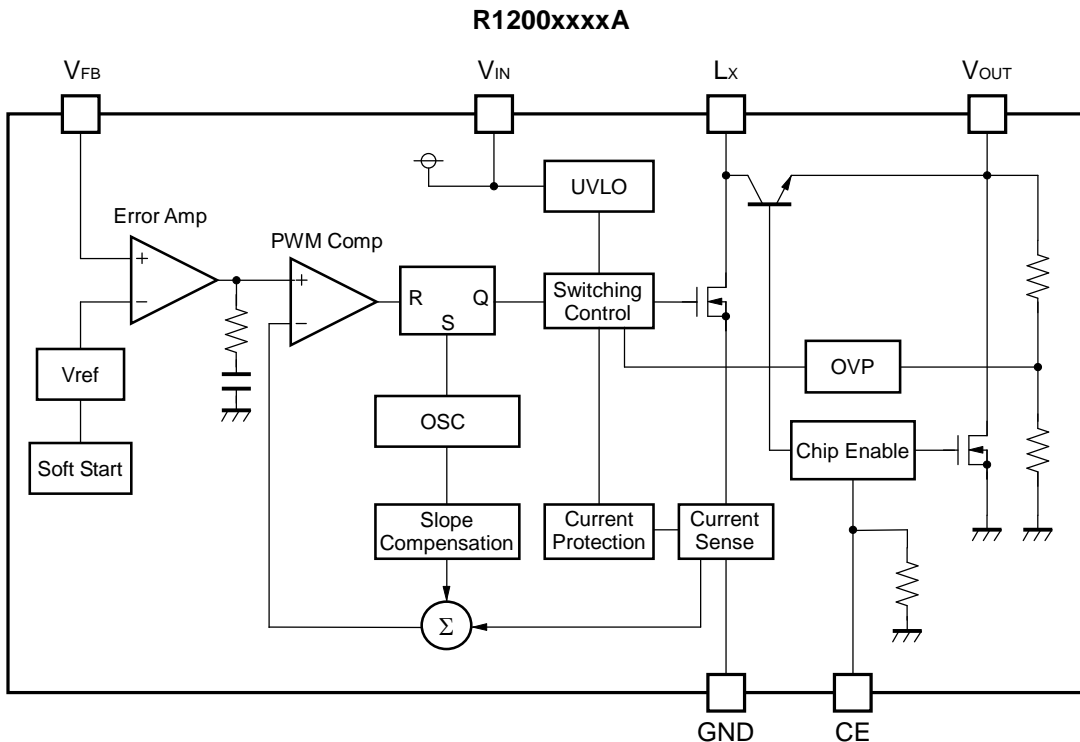 R1200xxxxA
VFB
VIN
LX
VOUT
UVLO
Error Amp
PWM Comp
+
−
+
−
R
Q
S
Switching
Control
Vref
OVP
OSC
Chip Enable
Soft Start
Slope
Compensation
Current
Protection
Current
Sense
Σ
GND
CE